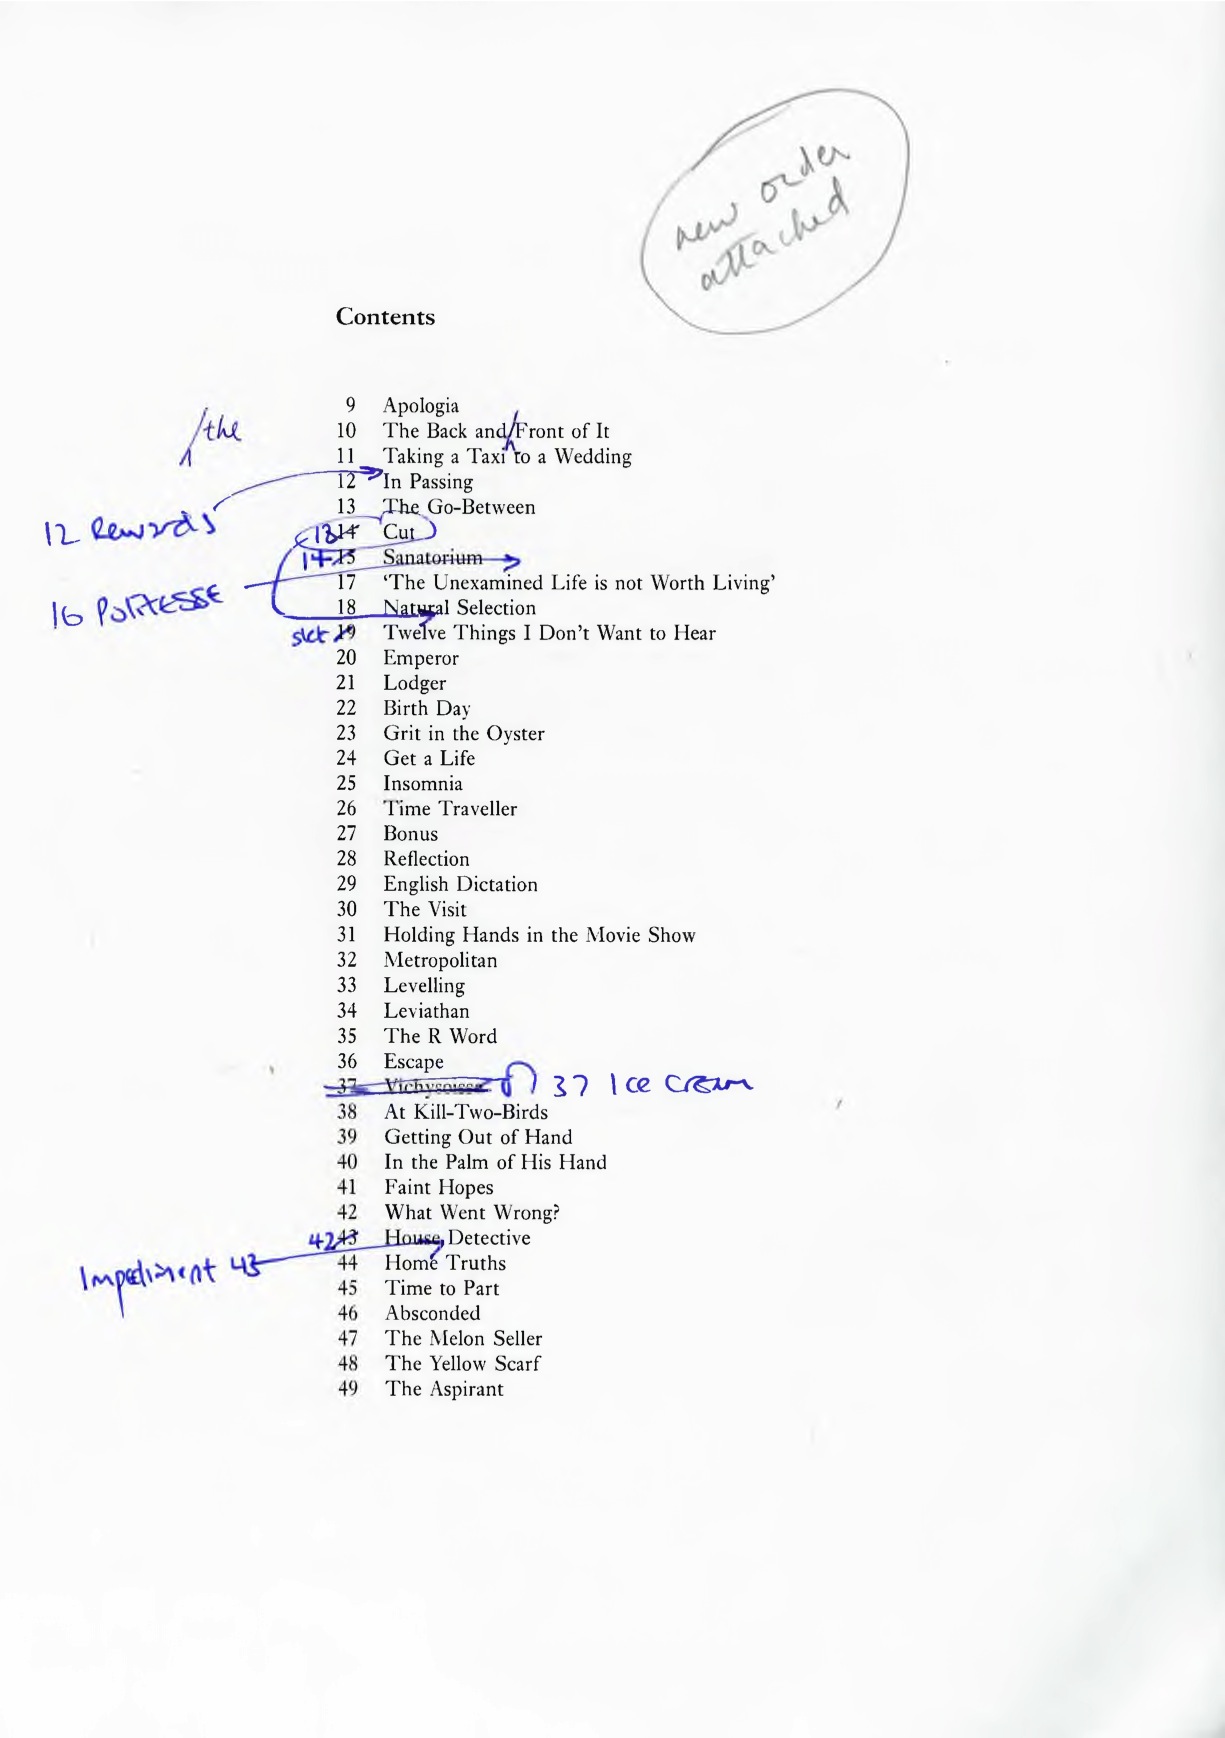 new order
attached
Contents
9 Apologia
/the
10 The Back and Front of It
11 Taking a Taxi to a Wedding
12 In Passing
13 The Go-Between
12 Rewards
13 14 Cut
14 15 Sanatorium
17 ‘The Unexamined Life is not Worth Living’
16 POLITESSE
18 Natural Selection
stet 19 Twelve Things I Don’t Want to Hear
20 Emperor
21 Lodger
22 Birth Day
23 Grit in the Oyster
24 Get a Life
25 Insomnia
26 Time Traveller
27 Bonus
28 Reflection
29 English Dictation
30 The Visit
31 Holding Hands in the Movie Show
32 Metropolitan
33 Levelling
34 Leviathan
35 The R Word
36 Escape
37 Vichysoisse 37 Ice Cream
38 At Kill-Two-Birds
39 Getting Out of Hand
40 In the Palm of His Hand
41 Faint Hopes
42 What Went Wrong?
42 43 House Detective
Impediment 43
44 Home Truths
45 Time to Part
46 Absconded
47 The Melon Seller
48 The Yellow Scarf
49 The Aspirant